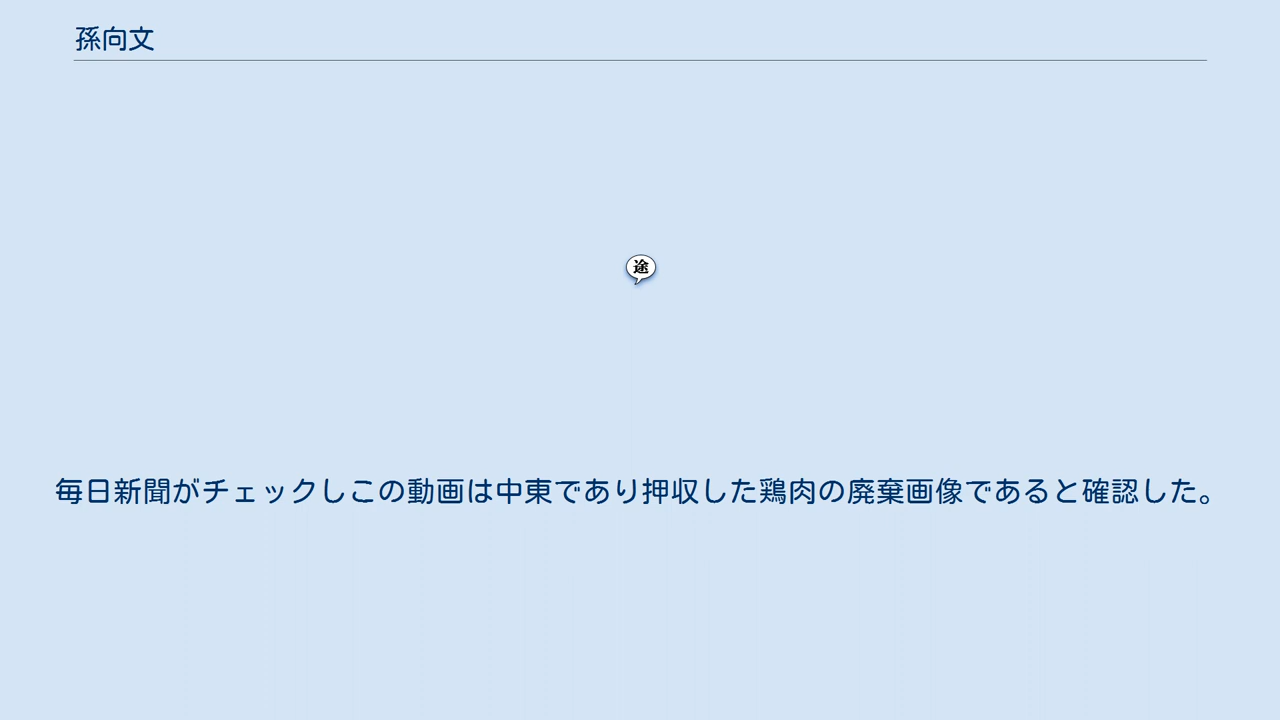 孫向文
途
毎日新聞がチェックしこの動画は中東であり押収した鶏肉の廃棄画像であると確認した。